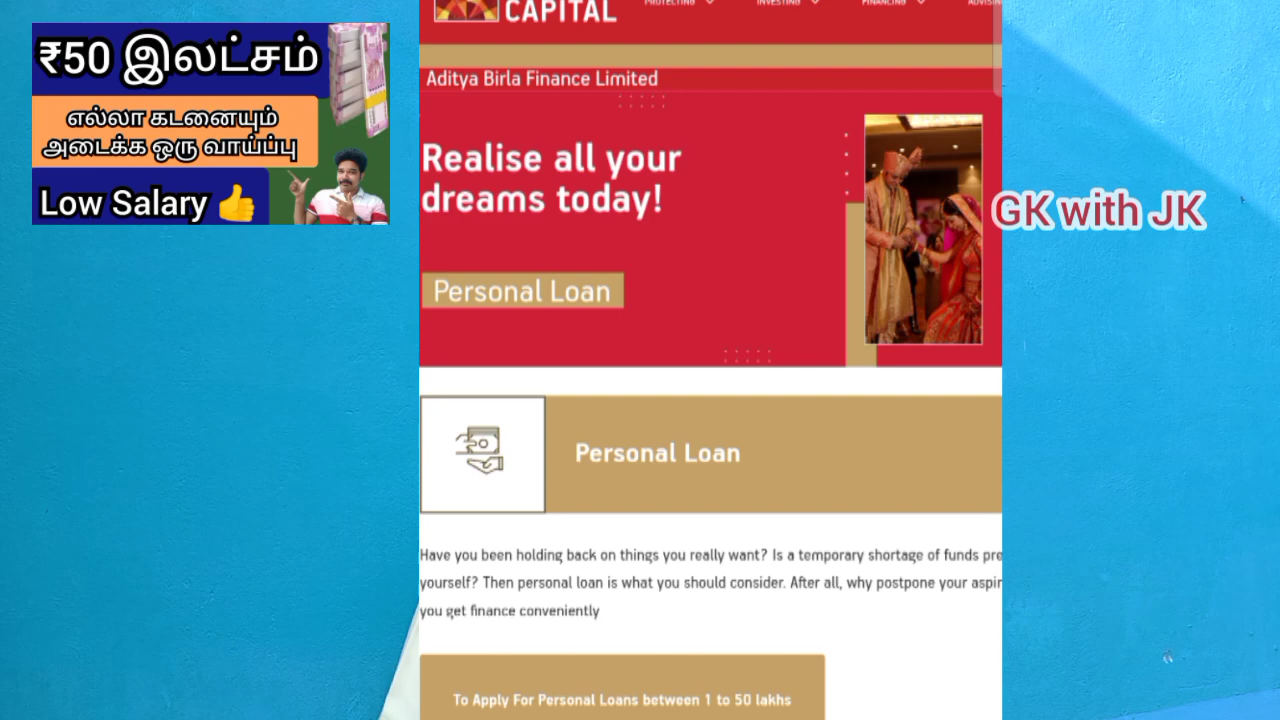 ₹50 இலட்சம்
எல்லா கடனையும்
அடைக்க ஒரு வாய்ப்பு
Low Salary
CAPITAL
PROTECTING
INVESTING
FINANCING
Aditya Birla Finance Limited
Realise all your
dreams today!
Personal Loan
GK with JK
Personal Loan
Have you been holding back on things you really want? Is a temporary shortage of funds pre
yourself? Then personal loan is what you should consider. After all, why postpone your aspir
you get finance conveniently
To Apply For Personal Loans between 1 to 50 lakhs